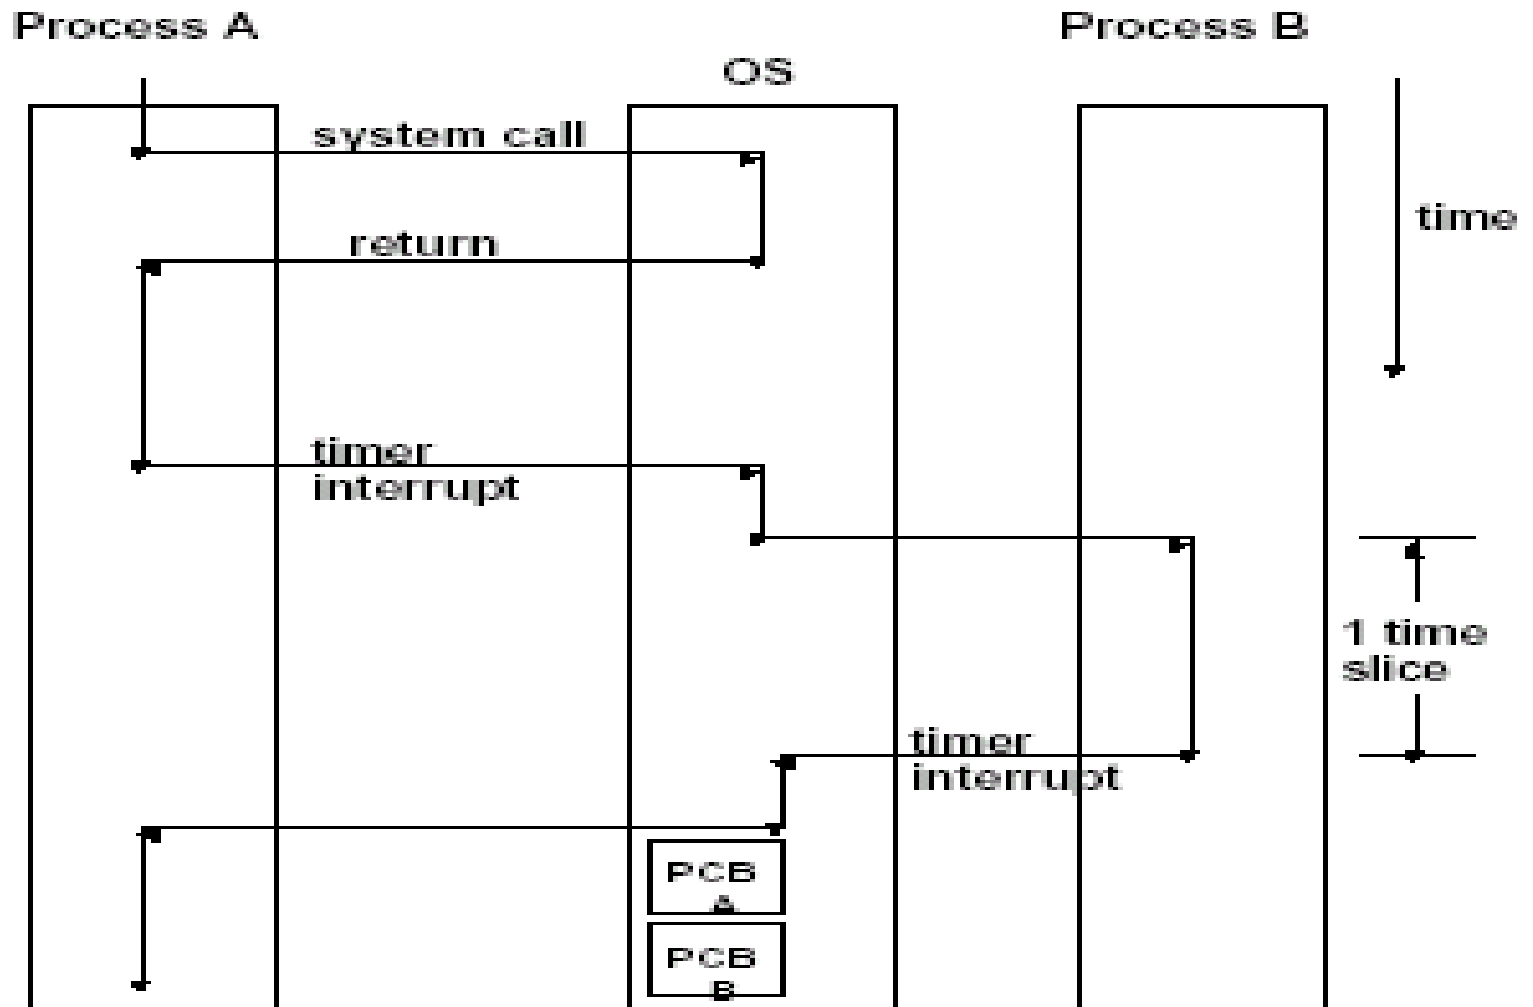 Process A
Process B
OS
system call
time
return
timer
interrupt
1 time
slice
timer
interrupt
PCB
A
PCB
B